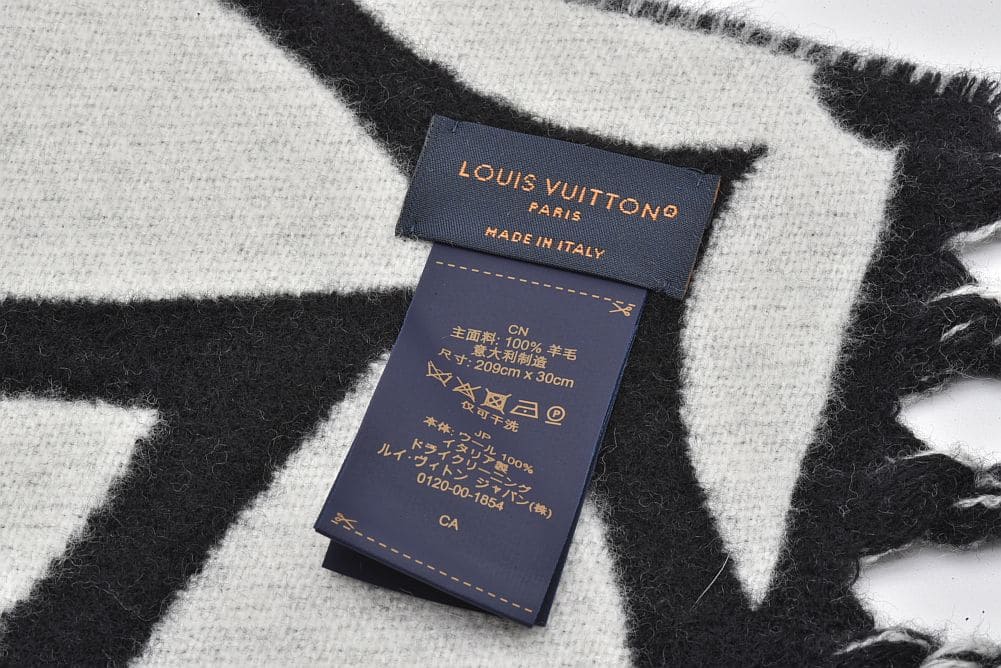 LOUIS VUITTON®
PARIS
MADE IN ITALY
CN
主面料: 100% 羊毛
意大利制造
尺寸: 209cm x 30cm
P
仅可干洗
JP
本体: ウール 100%
イタリア製
ドライクリーニング
ルイ・ヴィトン ジャパン(株)
0120-00-1854
CA